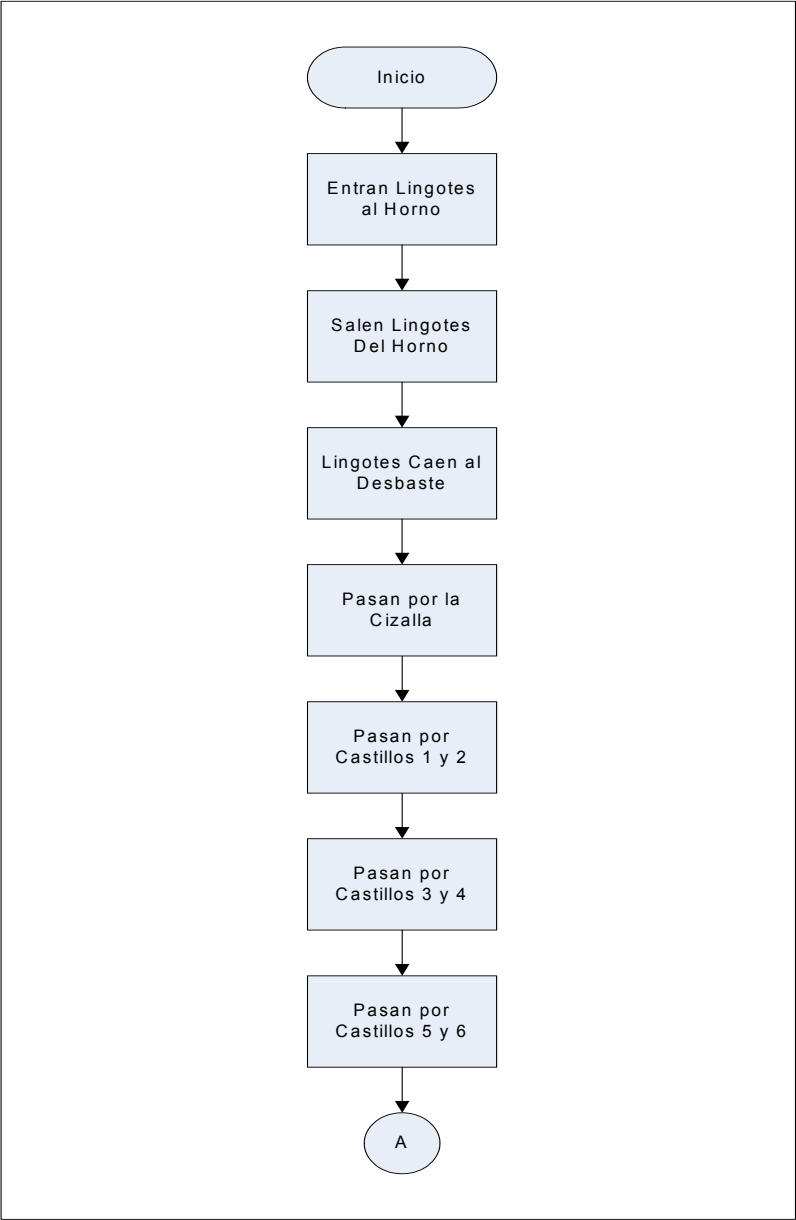 Inicio
Entran Lingotes
al Horno
Salen Lingotes
Del Horno
Lingotes Caen al
Desbaste
Pasan por la
Cizalla
Pasan por
Castillos 1 y 2
Pasan por
Castillos 3 y 4
Pasan por
Castillos 5 y 6
A